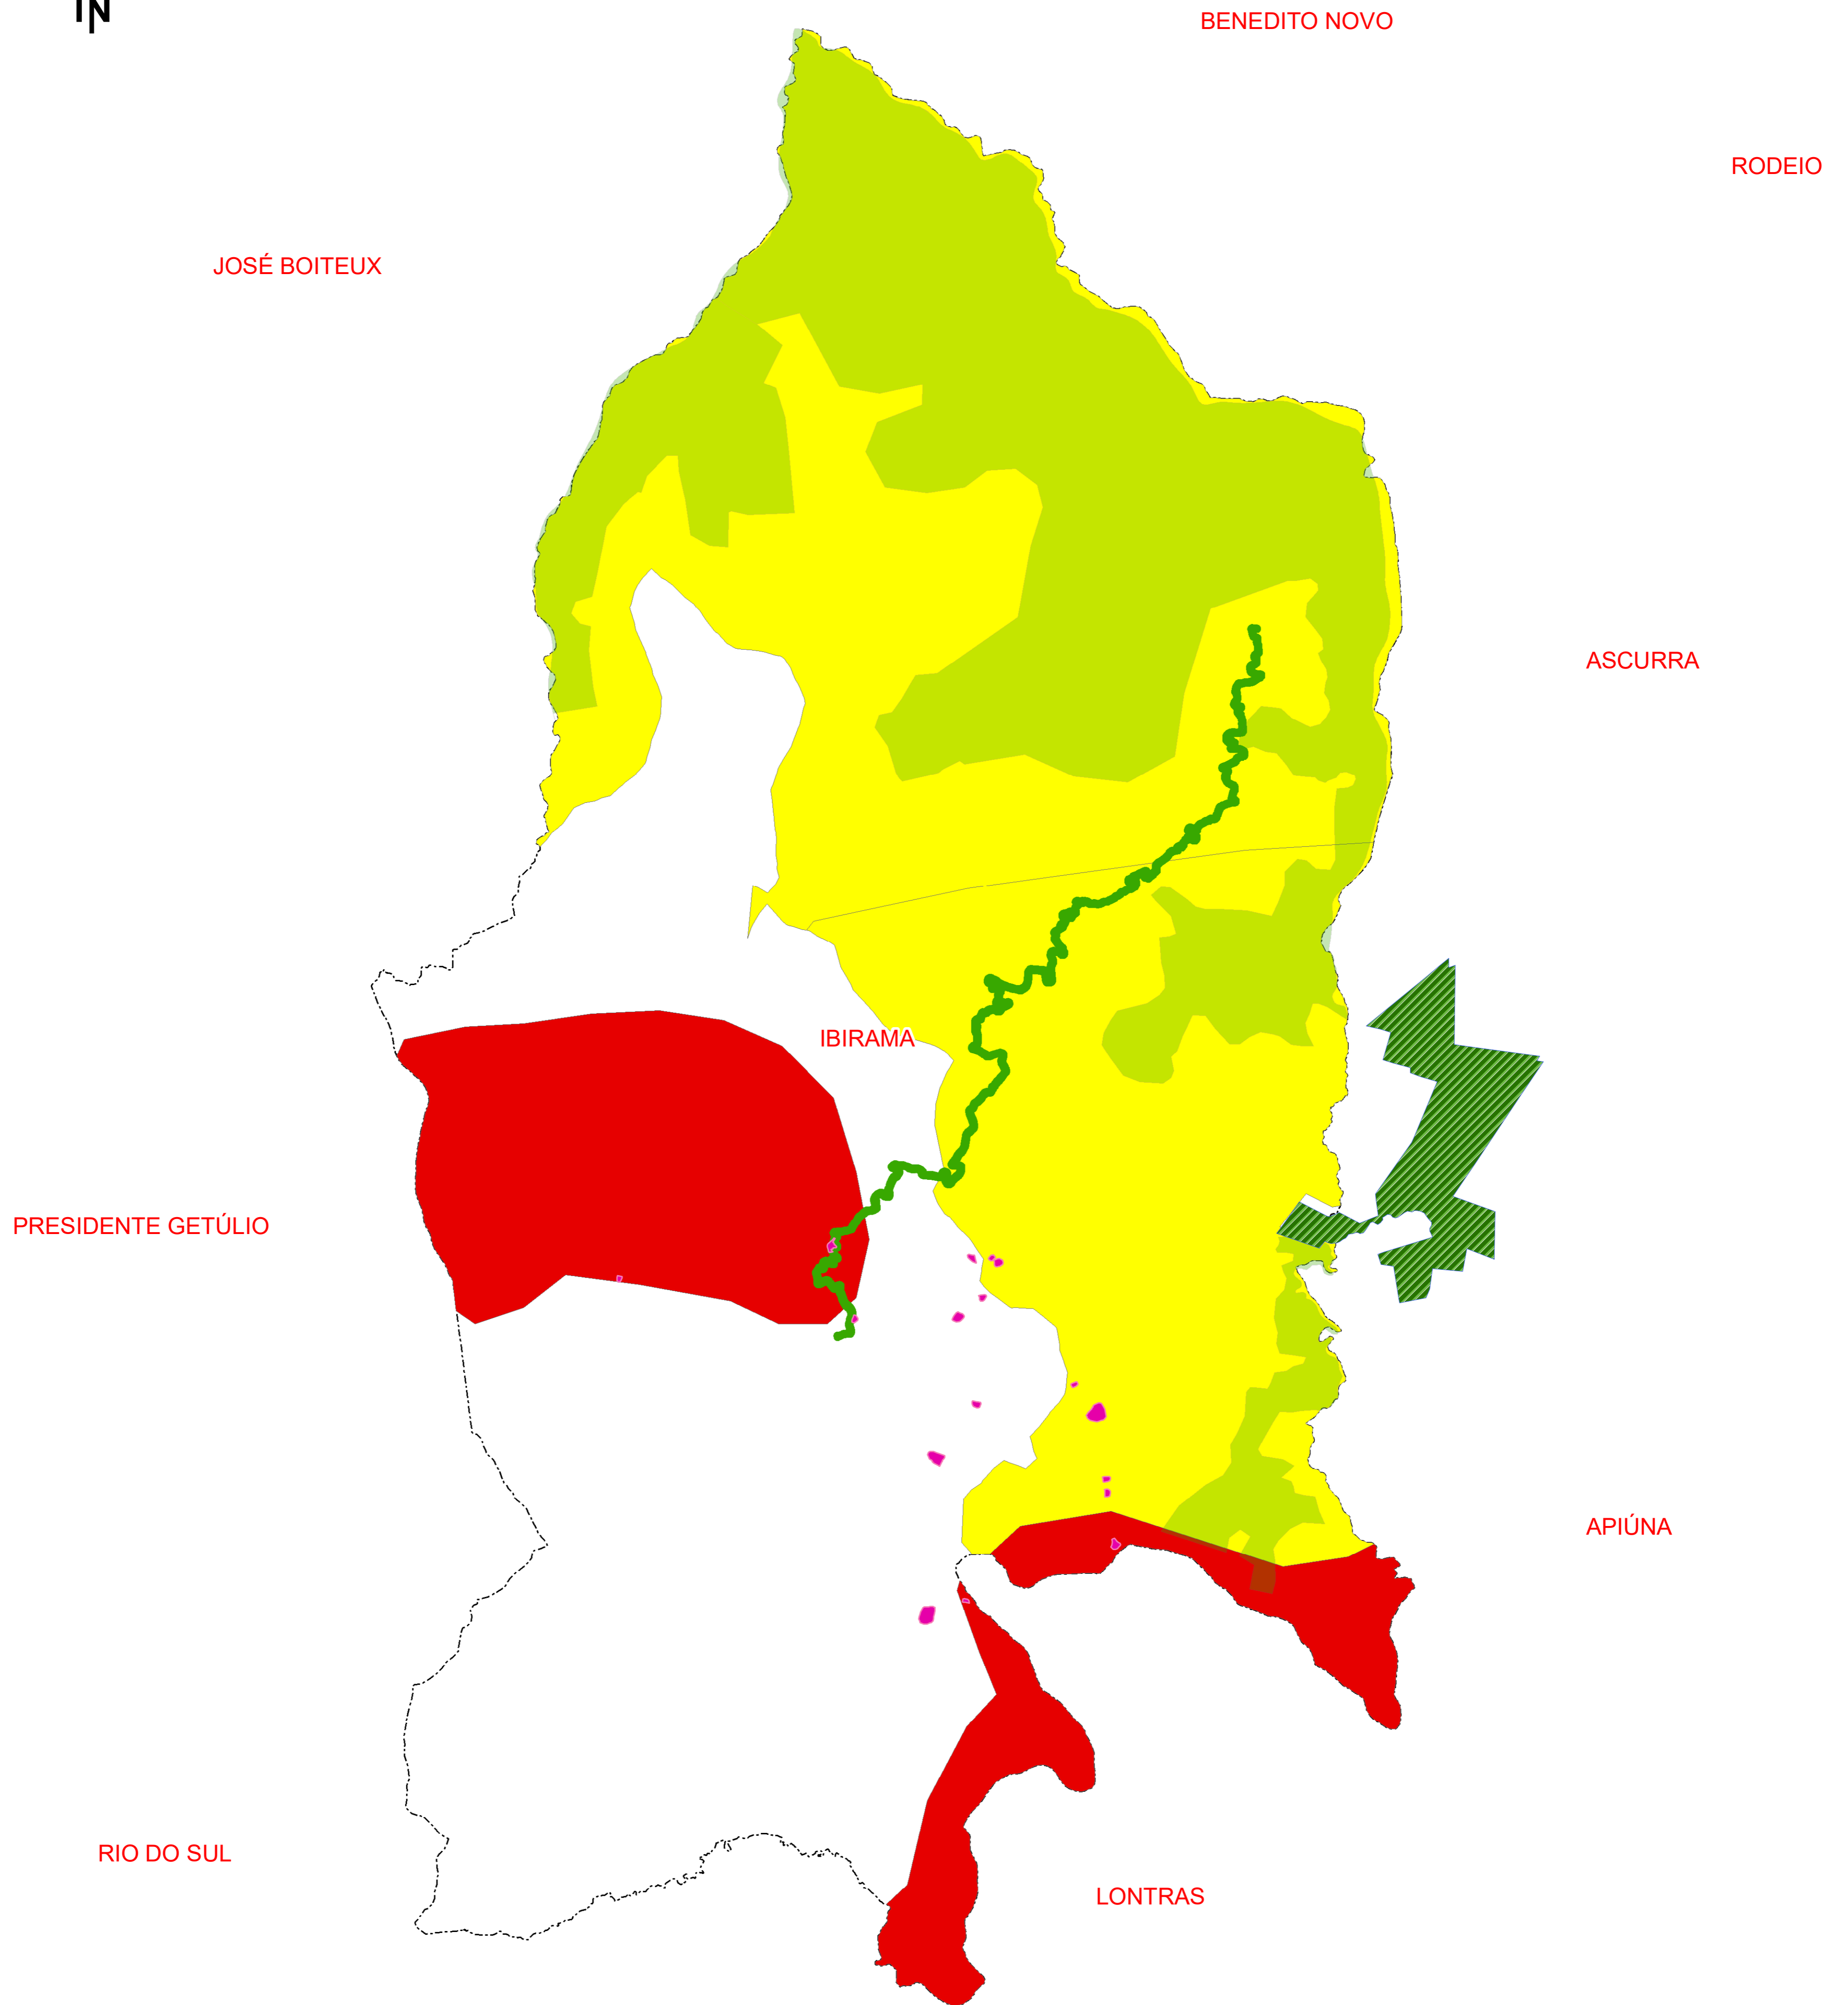 N
BENEDITO NOVO
RODEIO
JOSÉ BOITEUX
ASCURRA
IBIRAMA
PRESIDENTE GETÚLIO
APIÚNA
RIO DO SUL
LONTRAS